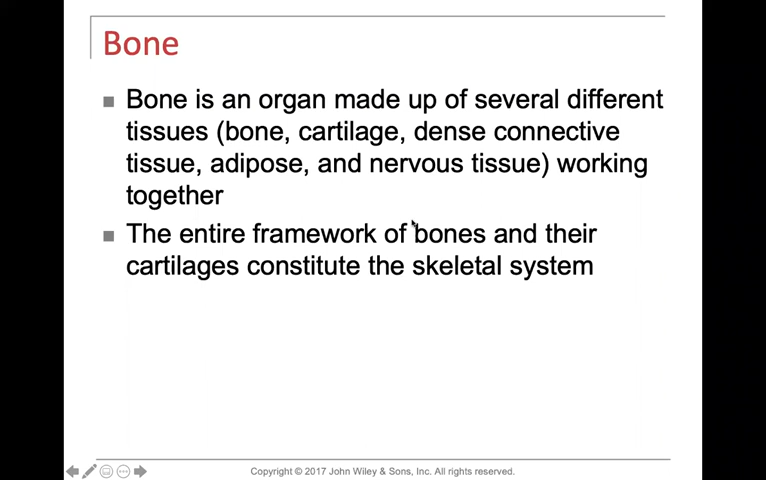 Bone
Bone is an organ made up of several different
tissues (bone, cartilage, dense connective
tissue, adipose, and nervous tissue) working
together
The entire framework of bones and their
cartilages constitute the skeletal system
Copyright © 2017 John Wiley & Sons, Inc. All rights reserved.